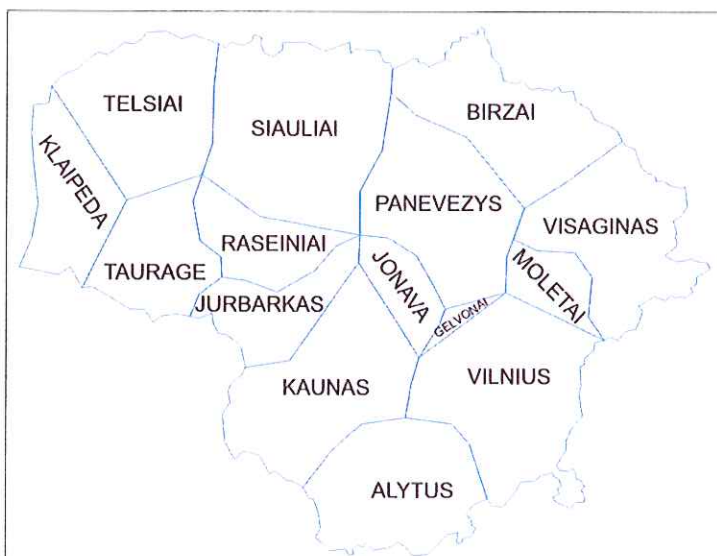 TELSIAI
SIAULIAI
BIRZAI
KLAIPEDA
PANEVEZYS
VISAGINAS
RASEINIAI
TAURAGE
JONAVA
MOLETAI
JURBARKAS
GELVONAI
KAUNAS
VILNIUS
ALYTUS